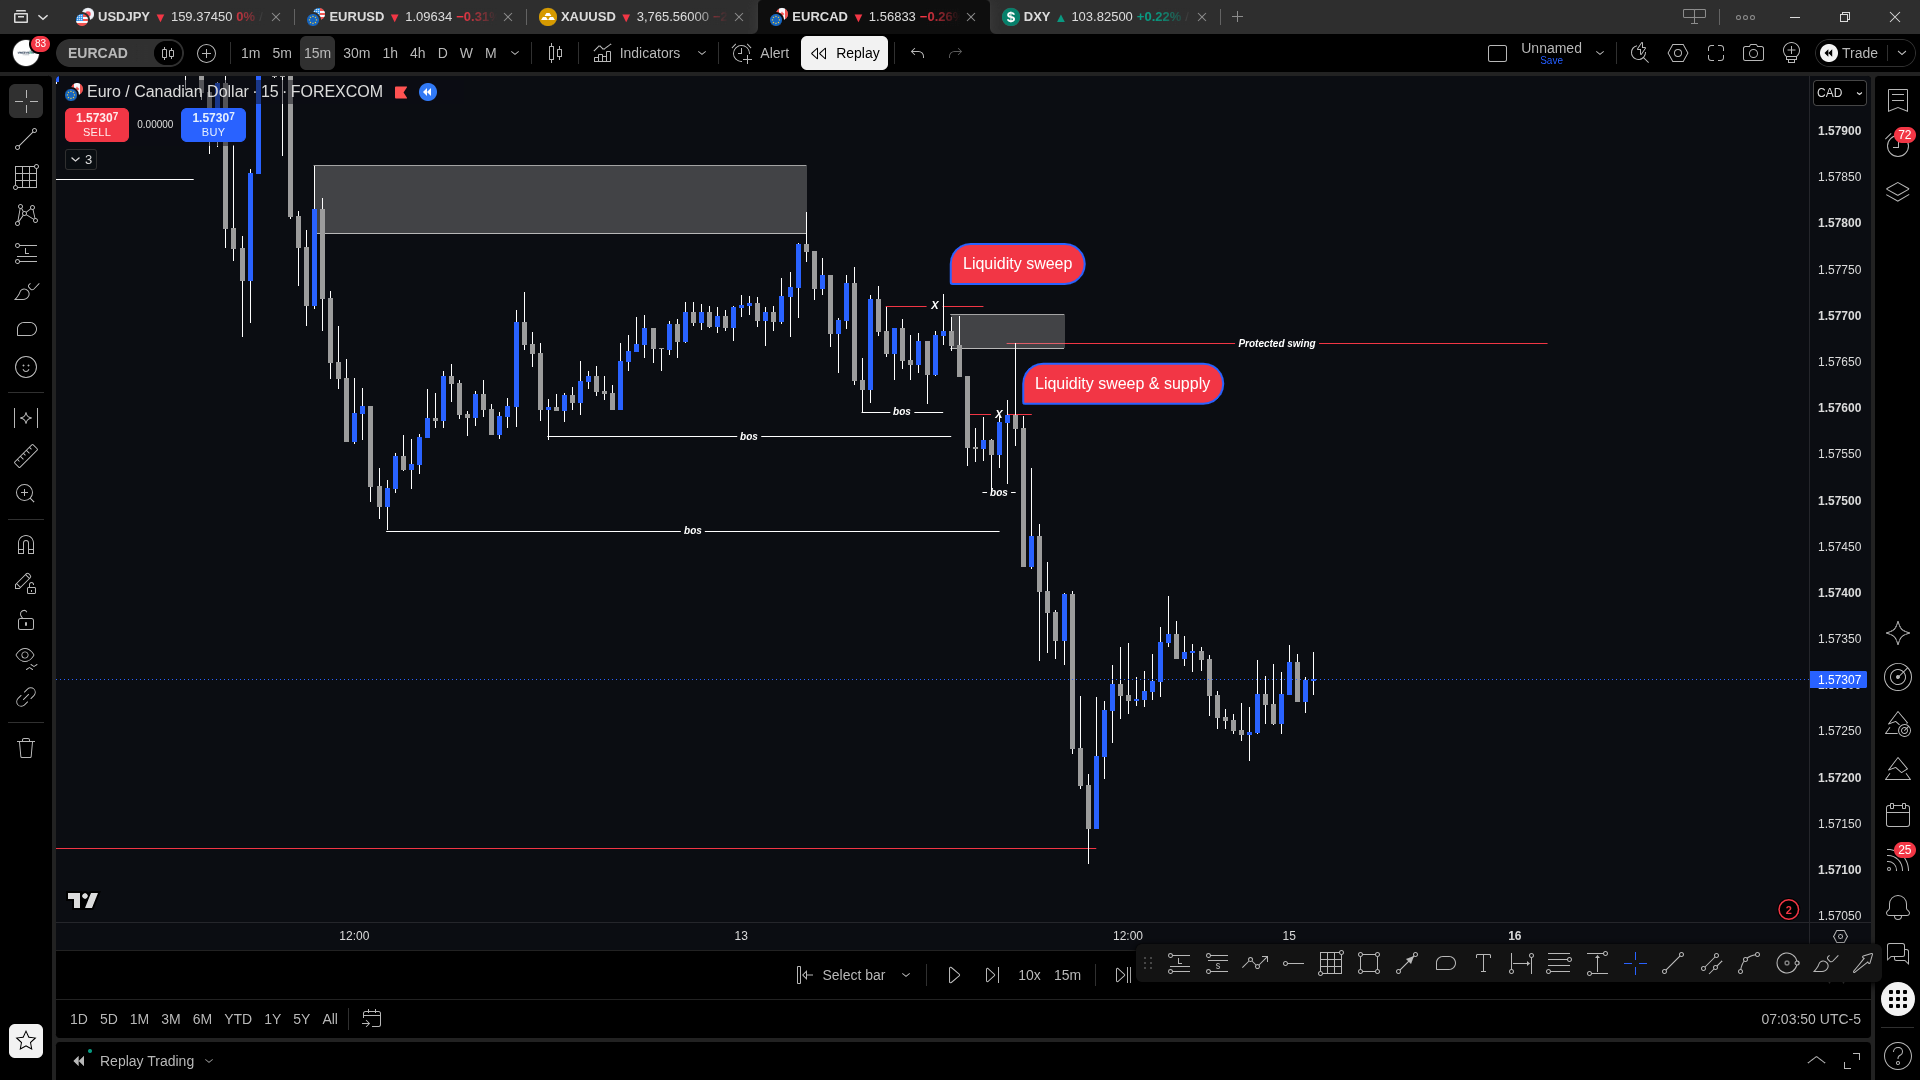 USDJPY 159.37450 0%
EURUSD 1.09634 −0.31
XAUUSD 3,765.56000
EURCAD 1.56833 −0.26
DXY 103.82500 +0.22%
83
EURCAD
1m 5m 15m 30m 1h 4h D W M
Indicators
Alert
Replay
Unnamed
Save
Trade
Euro / Canadian Dollar · 15 · FOREXCOM
1.57307
SELL
0.00000
1.57307
BUY
3
CAD
72
1.57900
1.57850
1.57800
1.57750
1.57700
1.57650
1.57600
1.57550
1.57500
1.57450
1.57400
1.57350
1.57307
1.57250
1.57200
1.57150
1.57100
1.57050
Liquidity sweep
X
Protected swing
Liquidity sweep & supply
bos
X
bos
bos
bos
25
2
12:00 13 12:00 15 16
Select bar
10x 15m
1D 5D 1M 3M 6M YTD 1Y 5Y All
07:03:50 UTC-5
Replay Trading